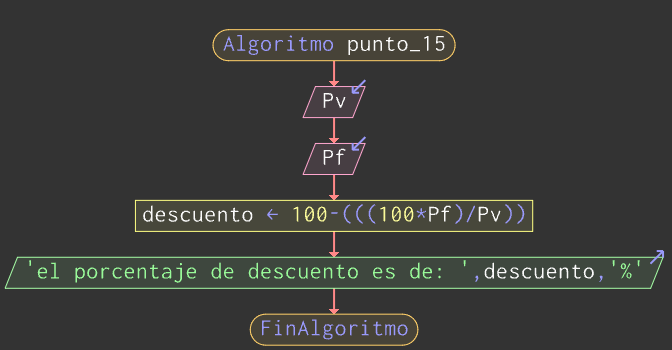 Algoritmo punto_15
Pv
Pf
descuento ← 100-(((100*Pf)/Pv))
'el porcentaje de descuento es de: ',descuento,'%'
FinAlgoritmo